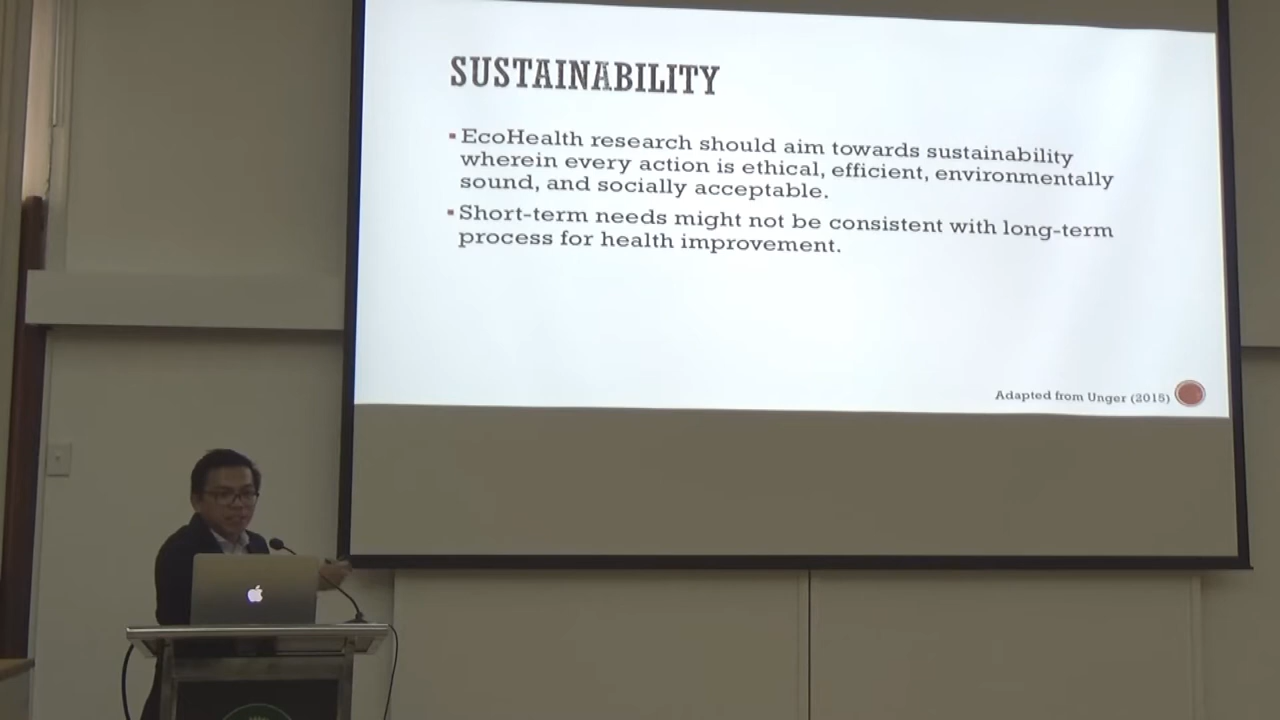 SUSTAINABILITY
▪ EcoHealth research should aim towards sustainability
wherein every action is ethical, efficient, environmentally
sound, and socially acceptable.
▪ Short-term needs might not be consistent with long-term
process for health improvement.
Adapted from Unger (2015)